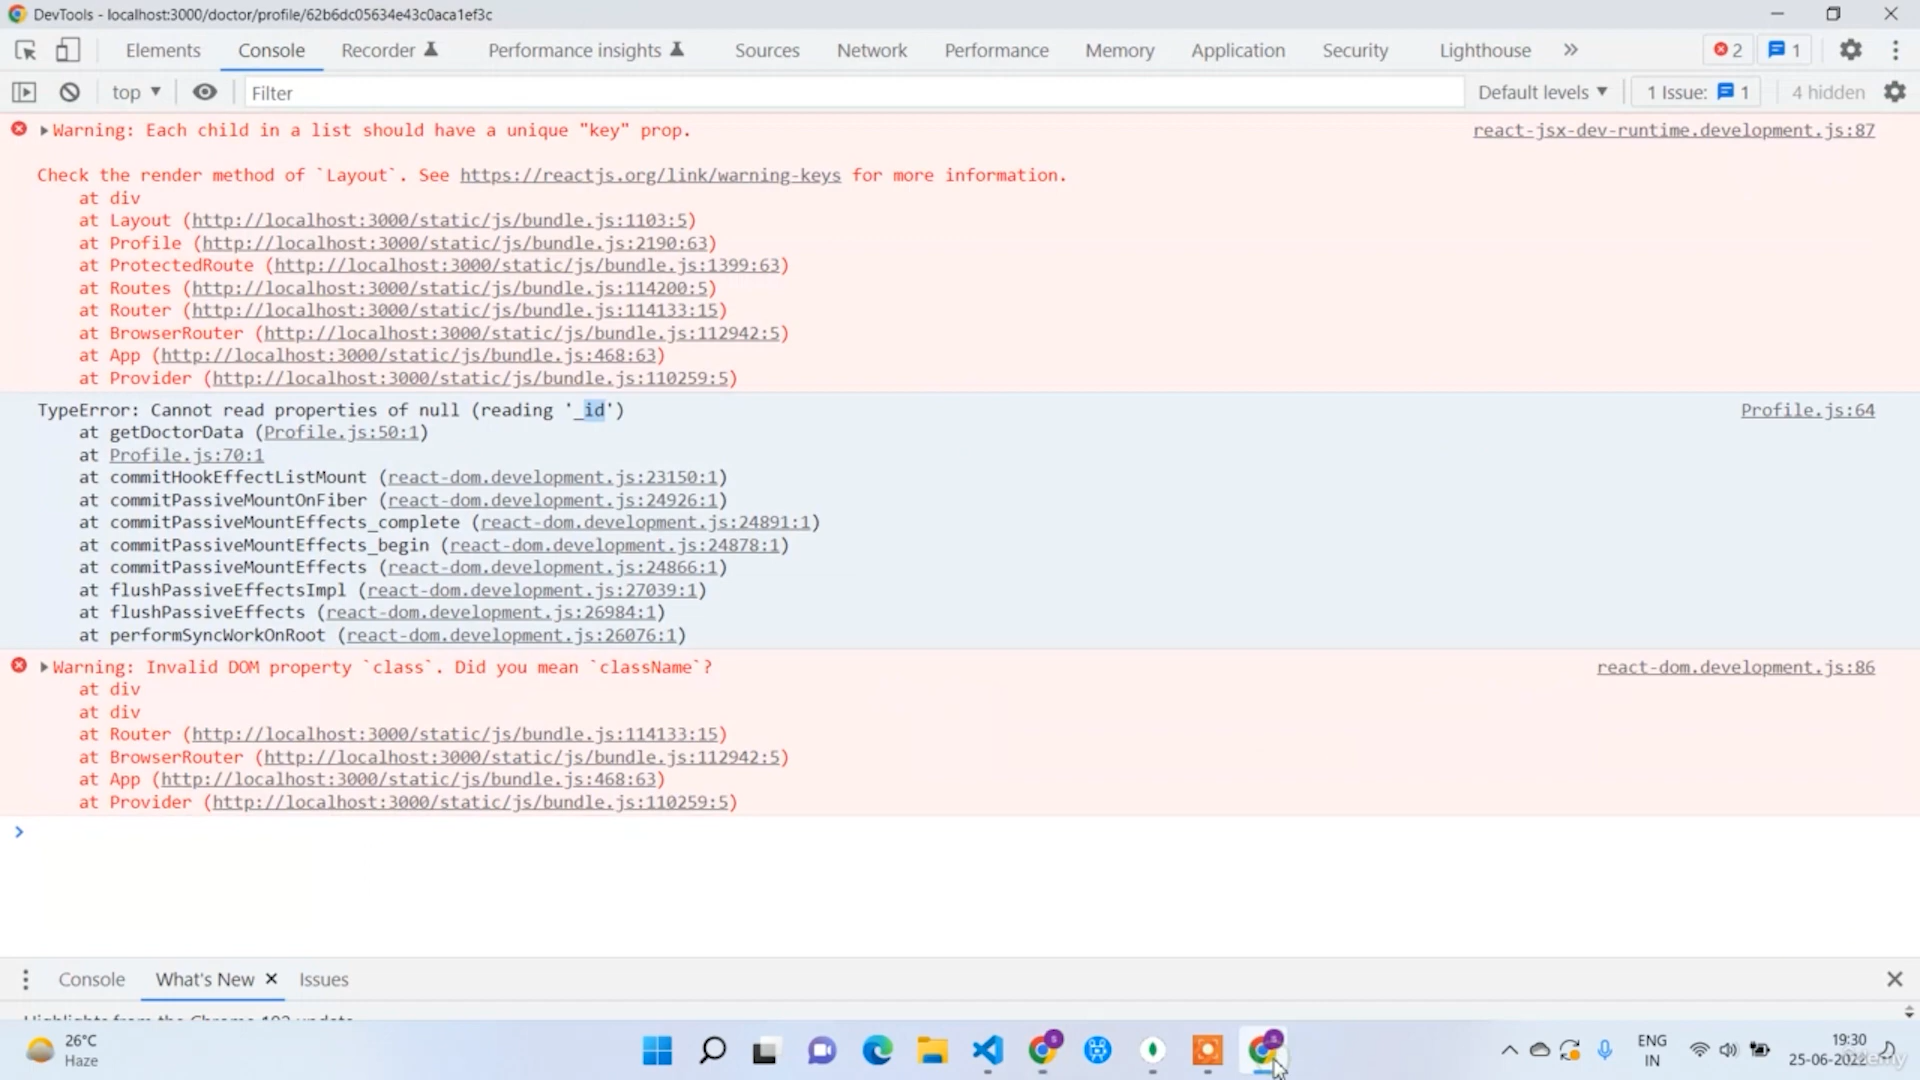 DevTools - localhost:3000/doctor/profile/62b6dc05634e43c0aca1ef3c
Elements Console Recorder Performance insights Sources Network Performance Memory Application Security Lighthouse » 2 1
top ▼ Filter Default levels ▼ 1 Issue: 1 4 hidden
Warning: Each child in a list should have a unique "key" prop. react-jsx-dev-runtime.development.js:87
Check the render method of `Layout`. See https://reactjs.org/link/warning-keys for more information.
at div
at Layout (http://localhost:3000/static/js/bundle.js:1103:5)
at Profile (http://localhost:3000/static/js/bundle.js:2190:63)
at ProtectedRoute (http://localhost:3000/static/js/bundle.js:1399:63)
at Routes (http://localhost:3000/static/js/bundle.js:114200:5)
at Router (http://localhost:3000/static/js/bundle.js:114133:15)
at BrowserRouter (http://localhost:3000/static/js/bundle.js:112942:5)
at App (http://localhost:3000/static/js/bundle.js:468:63)
at Provider (http://localhost:3000/static/js/bundle.js:110259:5)
TypeError: Cannot read properties of null (reading '_id') Profile.js:64
at getDoctorData (Profile.js:50:1)
at Profile.js:70:1
at commitHookEffectListMount (react-dom.development.js:23150:1)
at commitPassiveMountOnFiber (react-dom.development.js:24926:1)
at commitPassiveMountEffects_complete (react-dom.development.js:24891:1)
at commitPassiveMountEffects_begin (react-dom.development.js:24878:1)
at commitPassiveMountEffects (react-dom.development.js:24866:1)
at flushPassiveEffectsImpl (react-dom.development.js:27039:1)
at flushPassiveEffects (react-dom.development.js:26984:1)
at performSyncWorkOnRoot (react-dom.development.js:26076:1)
Warning: Invalid DOM property `class`. Did you mean `className`? react-dom.development.js:86
at div
at div
at Router (http://localhost:3000/static/js/bundle.js:114133:15)
at BrowserRouter (http://localhost:3000/static/js/bundle.js:112942:5)
at App (http://localhost:3000/static/js/bundle.js:468:63)
at Provider (http://localhost:3000/static/js/bundle.js:110259:5)
Console What's New Issues
Highlights from the Chrome 102 update
26°C
Haze
ENG
IN
19:30
25-06-2022